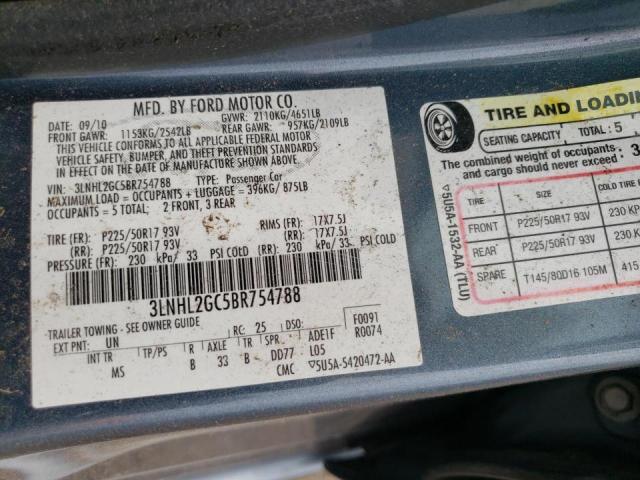 MFD. BY FORD MOTOR CO.
DATE: 09/10 GVWR: 2110KG/4651LB
FRONT GAWR: 1153KG/2542LB REAR GAWR: 957KG/2109LB
THIS VEHICLE CONFORMS TO ALL APPLICABLE FEDERAL MOTOR
VEHICLE SAFETY, BUMPER, AND THEFT PREVENTION STANDARDS
IN EFFECT ON THE DATE OF MANUFACTURE SHOWN ABOVE.
VIN: 3LNHL2GC5BR754788 TYPE: Passenger Car
MAXIMUM LOAD = OCCUPANTS + LUGGAGE = 396KG/ 875LB
OCCUPANTS = 5 TOTAL: 2 FRONT, 3 REAR
TIRE (FR): P225/50R17 93V RIMS (FR): 17X7.5J
(RR): P225/50R17 93V (RR): 17X7.5J
PRESSURE (FR): 230 kPa/ 33 PSI COLD (RR): 230 kPa/ 33 PSI COLD
3LNHL2GC5BR754788
TRAILER TOWING - SEE OWNER GUIDE F0091
EXT PNT: UN RC: 25 DSO: R0074
INT TR TP/PS R AXLE TR SPR ADE1F
MS B 33 B DD77 L05
CMC ▽5U5A-5420472-AA
TIRE AND LOADIN
SEATING CAPACITY TOTAL: 5
The combined weight of occupants
and cargo should never exceed 3
TIRE SIZE COLD TIRE
FRONT P225/50R17 93V 230 KP
REAR P225/50R17 93V 230 K
SPARE T145/80D16 105M 415
▽5U5A-1532-AA (TLU)